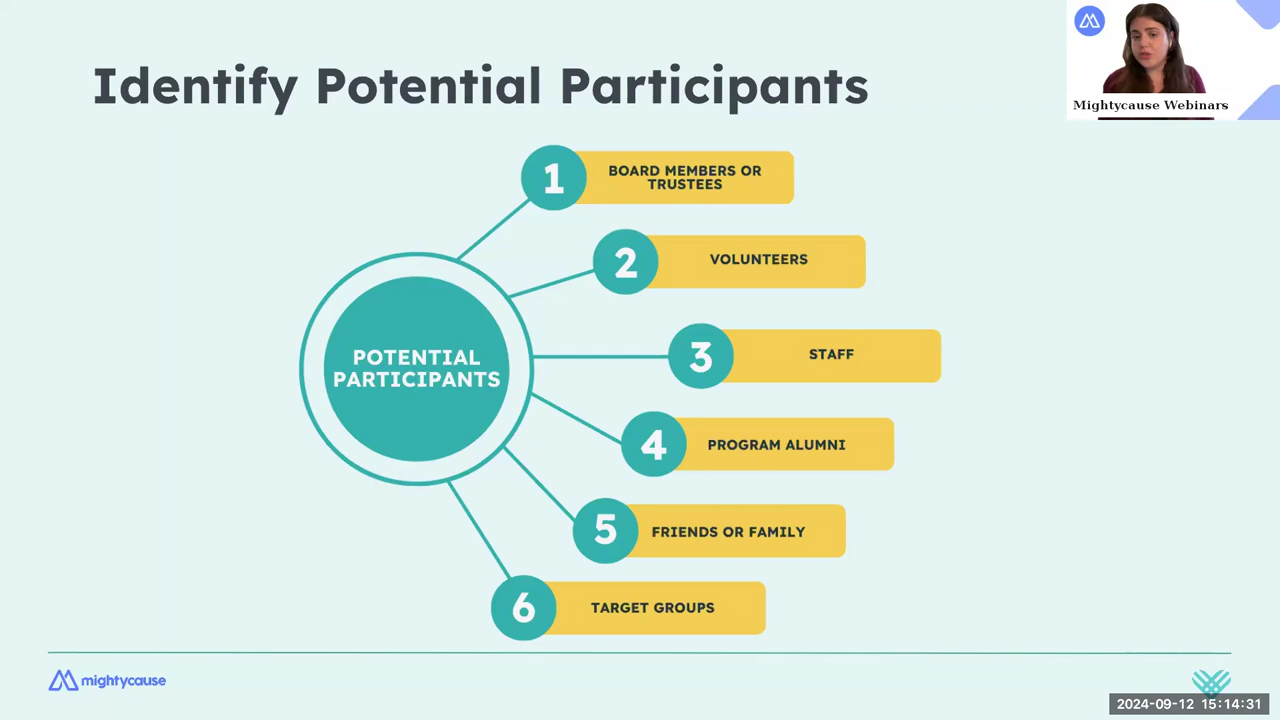 Identify Potential Participants
Mightycause Webinars
1
BOARD MEMBERS OR
TRUSTEES
2
VOLUNTEERS
3
STAFF
POTENTIAL
PARTICIPANTS
4
PROGRAM ALUMNI
5
FRIENDS OR FAMILY
6
TARGET GROUPS
mightycause
2024-09-12 15:14:31